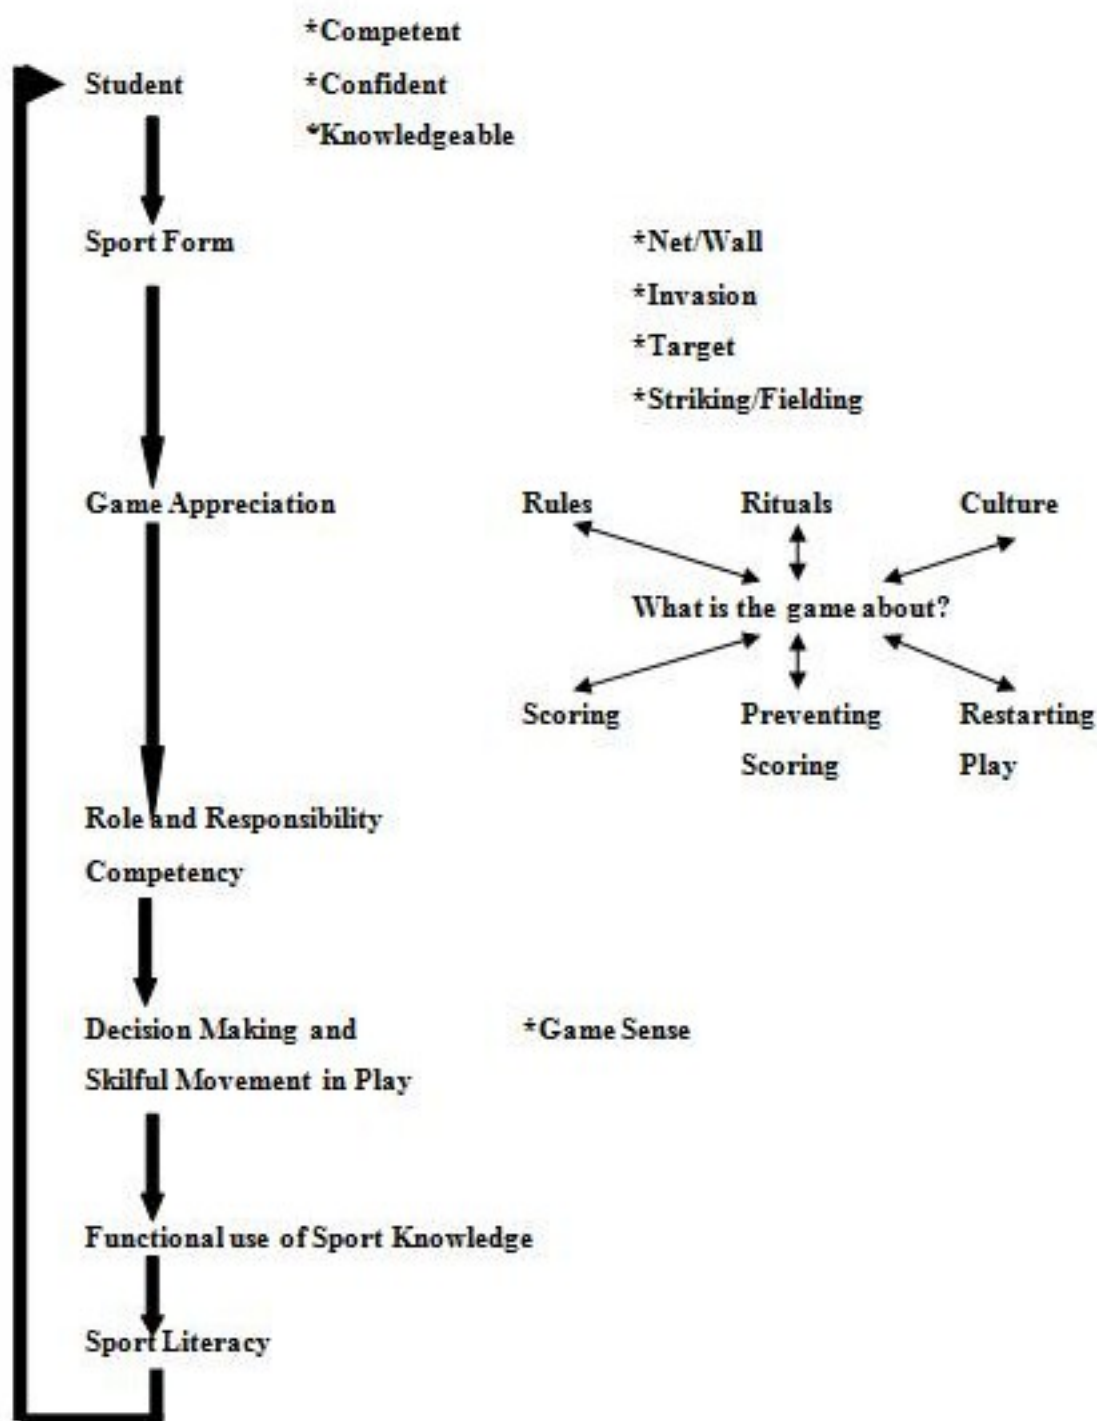 *Competent
Student *Confident
*Knowledgeable
Sport Form *Net/Wall
*Invasion
*Target
*Striking/Fielding
Game Appreciation Rules Rituals Culture
What is the game about?
Scoring Preventing Restarting
Scoring Play
Role and Responsibility
Competency
Decision Making and *Game Sense
Skilful Movement in Play
Functional use of Sport Knowledge
Sport Literacy